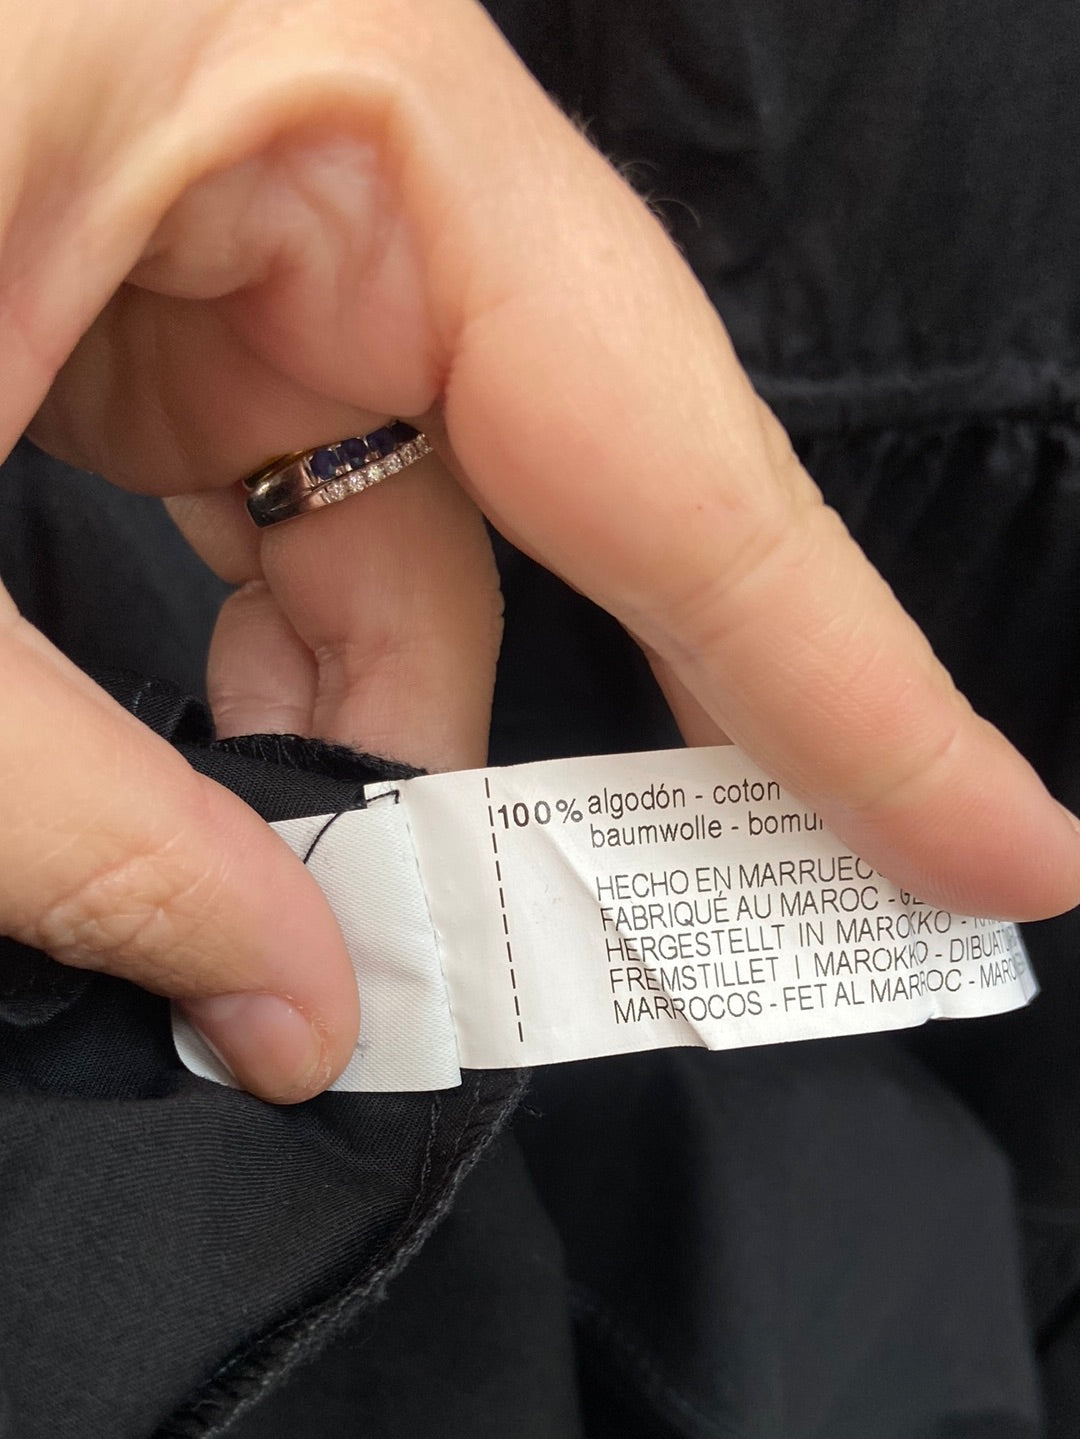 100% algodón - coton
baumwolle -
HECHO EN
FABRIQUÉ AU MAROC -
HERGESTELLT IN MAROKKO -
FREMSTILLET I MAROKKO -
MARROCOS - FET AL MARROC -